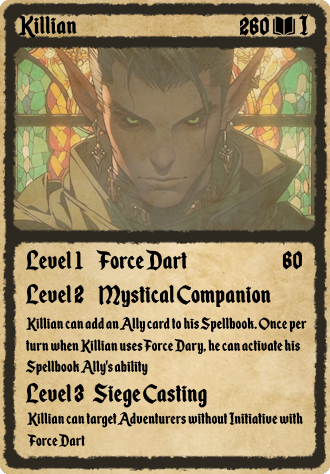 Killian 260 1
Level 1 Force Dart 60
Level 2 Mystical Companion
Killian can add an Ally card to his Spellbook. Once per
turn when Killian uses Force Dary, he can activate his
Spellbook Ally's ability
Level 3 Siege Casting
Killian can target Adventurers without Initiative with
Force Dart